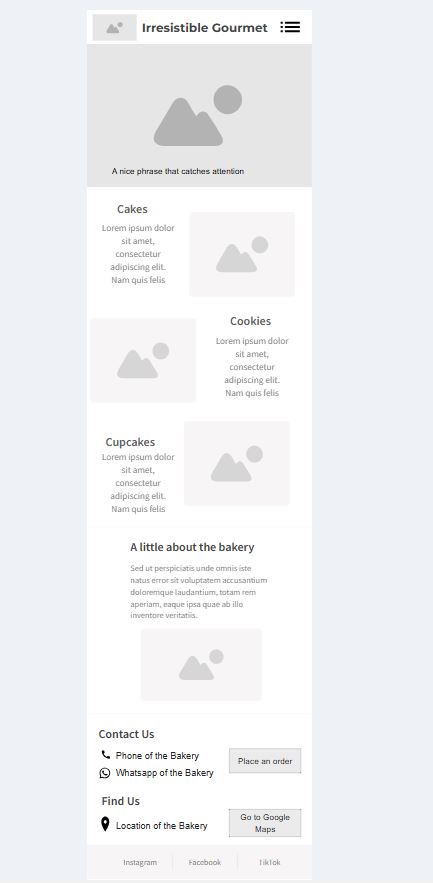 Irresistible Gourmet
A nice phrase that catches attention
Cakes
Lorem ipsum dolor
sit amet,
consectetur
adipiscing elit.
Nam quis felis
Cookies
Lorem ipsum dolor
sit amet,
consectetur
adipiscing elit.
Nam quis felis
Cupcakes
Lorem ipsum dolor
sit amet,
consectetur
adipiscing elit.
Nam quis felis
A little about the bakery
Sed ut perspiciatis unde omnis iste
natus error sit voluptatem accusantium
doloremque laudantium, totam rem
aperiam, eaque ipsa quae ab illo
inventore veritatiis.
Contact Us
Phone of the Bakery
Whatsapp of the Bakery
Place an order
Find Us
Location of the Bakery
Go to Google
Maps
Instagram
Facebook
TikTok